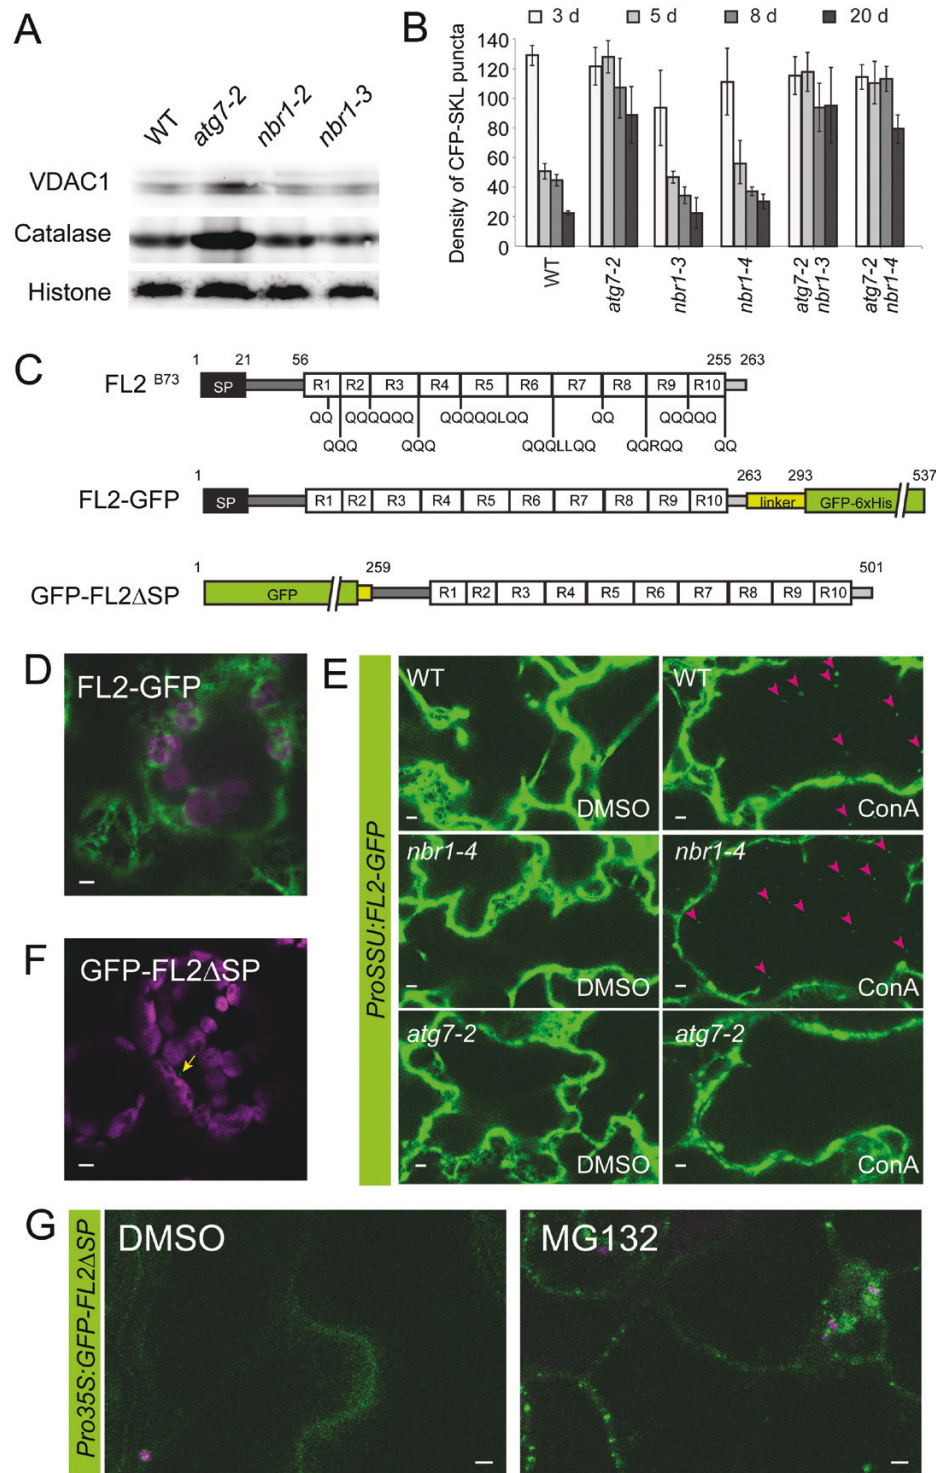 A
WT
atg7-2
nbr1-2
nbr1-3
VDAC1
Catalase
Histone
B
3 d 5 d 8 d 20 d
Density of CFP-SKL puncta
140
120
100
80
60
40
20
0
WT
atg7-2
nbr1-3
nbr1-4
atg7-2
nbr1-3
atg7-2
nbr1-4
C
1 21 56 255 263
FL2 B73
SP R1 R2 R3 R4 R5 R6 R7 R8 R9 R10
QQ QQQQQQ QQQQQLQQ QQ QQQQQ
QQQ QQQ QQQLLQQ QQRQQ QQ
1 263 293 537
FL2-GFP
SP R1 R2 R3 R4 R5 R6 R7 R8 R9 R10 linker GFP-6xHis
1 259 501
GFP-FL2ΔSP
GFP R1 R2 R3 R4 R5 R6 R7 R8 R9 R10
D
FL2-GFP
E
ProSSU:FL2-GFP
WT
DMSO
WT
ConA
nbr1-4
DMSO
nbr1-4
ConA
atg7-2
DMSO
atg7-2
ConA
F
GFP-FL2ΔSP
G
Pro35S:GFP-FL2ΔSP
DMSO
MG132